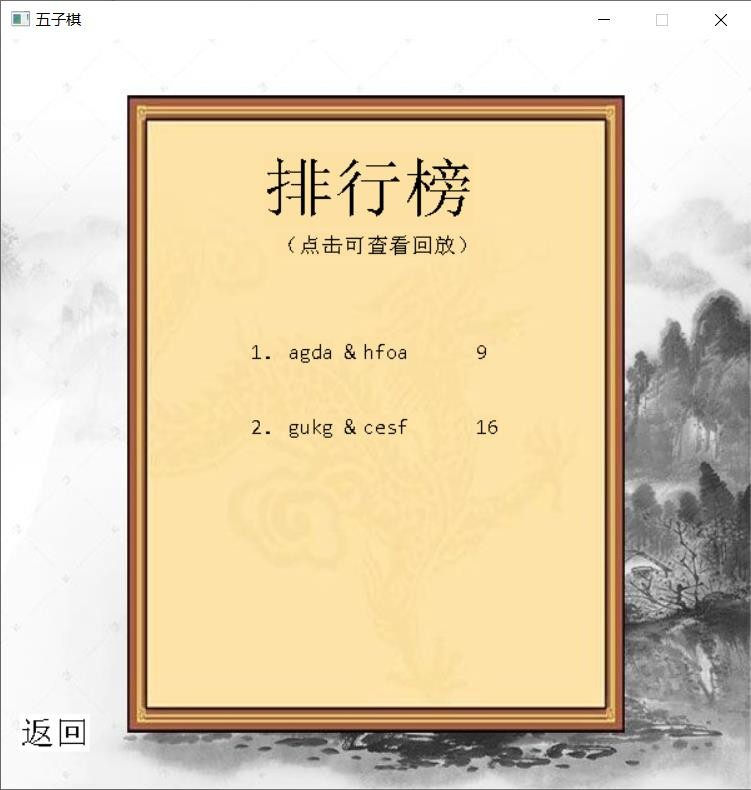 五子棋
排行榜
（点击可查看回放）
1. agda & hfoa 9
2. gukg & cesf 16
返回